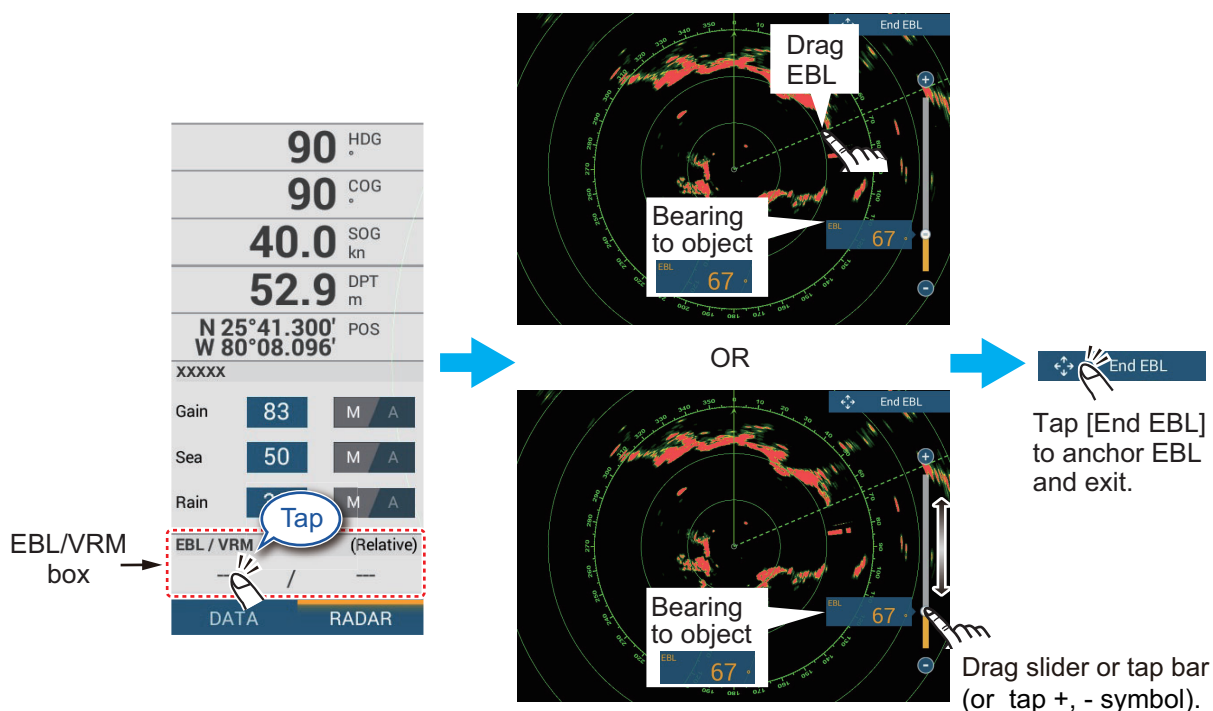 90 HDG °
90 COG °
40.0 SOG kn
52.9 DPT m
N 25°41.300' POS
W 80°08.096'
XXXXX
Gain 83 M A
Sea 50 M A
Rain M A
Tap
EBL / VRM (Relative)
--- / ---
DATA RADAR
EBL/VRM
box
End EBL
Drag
EBL
Bearing
to object
EBL
67 °
EBL
67 °
OR
End EBL
Bearing
to object
EBL
67 °
EBL
67 °
Drag slider or tap bar
(or tap +, - symbol).
End EBL
Tap [End EBL]
to anchor EBL
and exit.